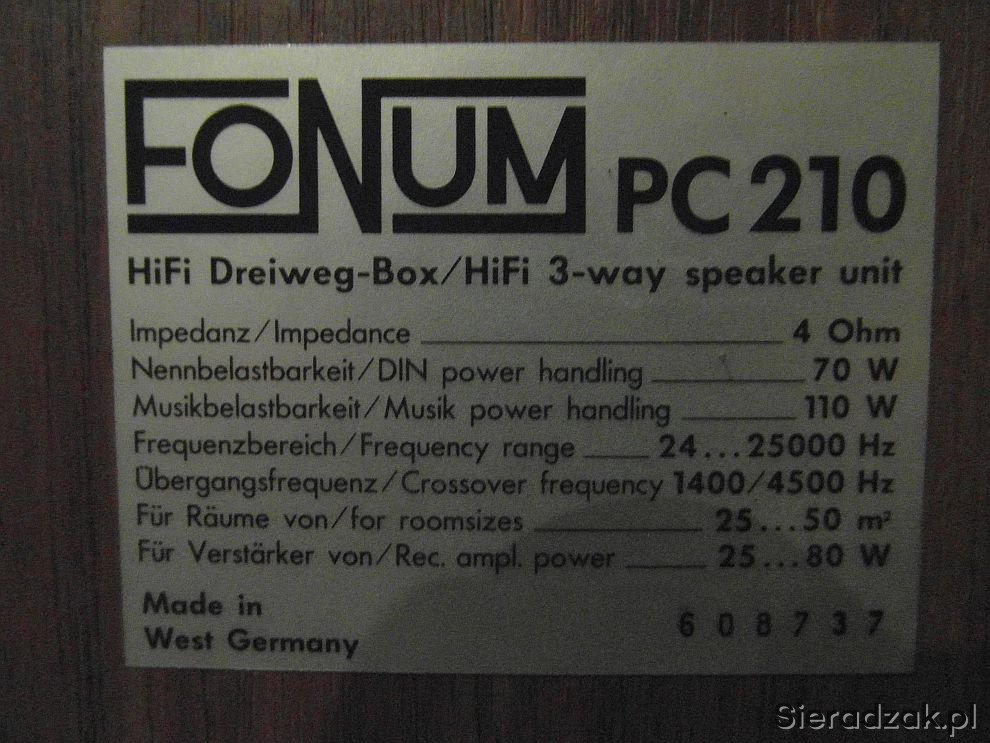 FONUM PC 210
HiFi Dreiweg-Box/HiFi 3-way speaker unit
Impedanz/Impedance 4 Ohm
Nennbelastbarkeit/DIN power handling 70 W
Musikbelastbarkeit/Musik power handling 110 W
Frequenzbereich/Frequency range 24...25000 Hz
Übergangsfrequenz/Crossover frequency 1400/4500 Hz
Für Räume von/for roomsizes 25...50 m²
Für Verstärker von/Rec. ampl. power 25...80 W
Made in
West Germany
608737
Sieradzak.pl